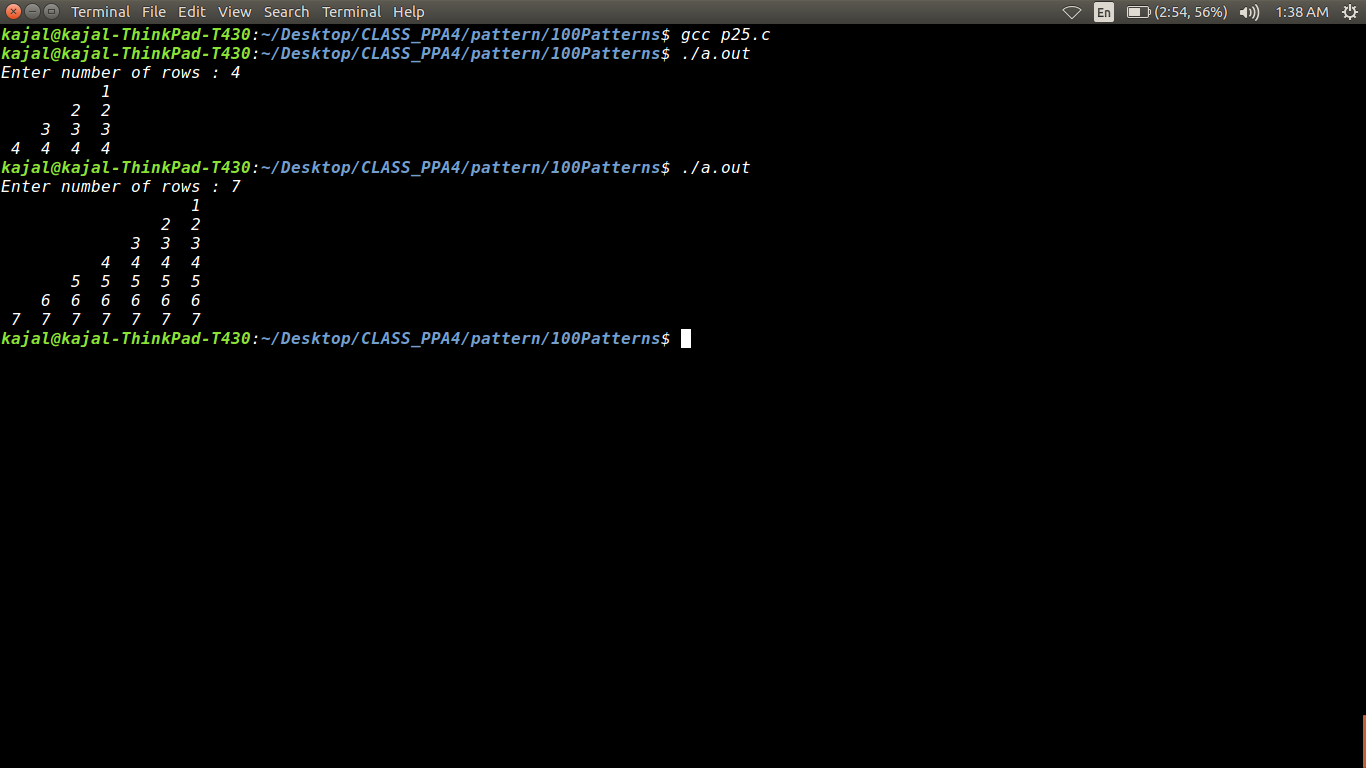 Terminal File Edit View Search Terminal Help En (2:54, 56%) 1:38 AM
kajal@kajal-ThinkPad-T430:~/Desktop/CLASS_PPA4/pattern/100Patterns$ gcc p25.c
kajal@kajal-ThinkPad-T430:~/Desktop/CLASS_PPA4/pattern/100Patterns$ ./a.out
Enter number of rows : 4
          1
       2  2
    3  3  3
 4  4  4  4
kajal@kajal-ThinkPad-T430:~/Desktop/CLASS_PPA4/pattern/100Patterns$ ./a.out
Enter number of rows : 7
                   1
                2  2
             3  3  3
          4  4  4  4
       5  5  5  5  5
    6  6  6  6  6  6
 7  7  7  7  7  7  7
kajal@kajal-ThinkPad-T430:~/Desktop/CLASS_PPA4/pattern/100Patterns$